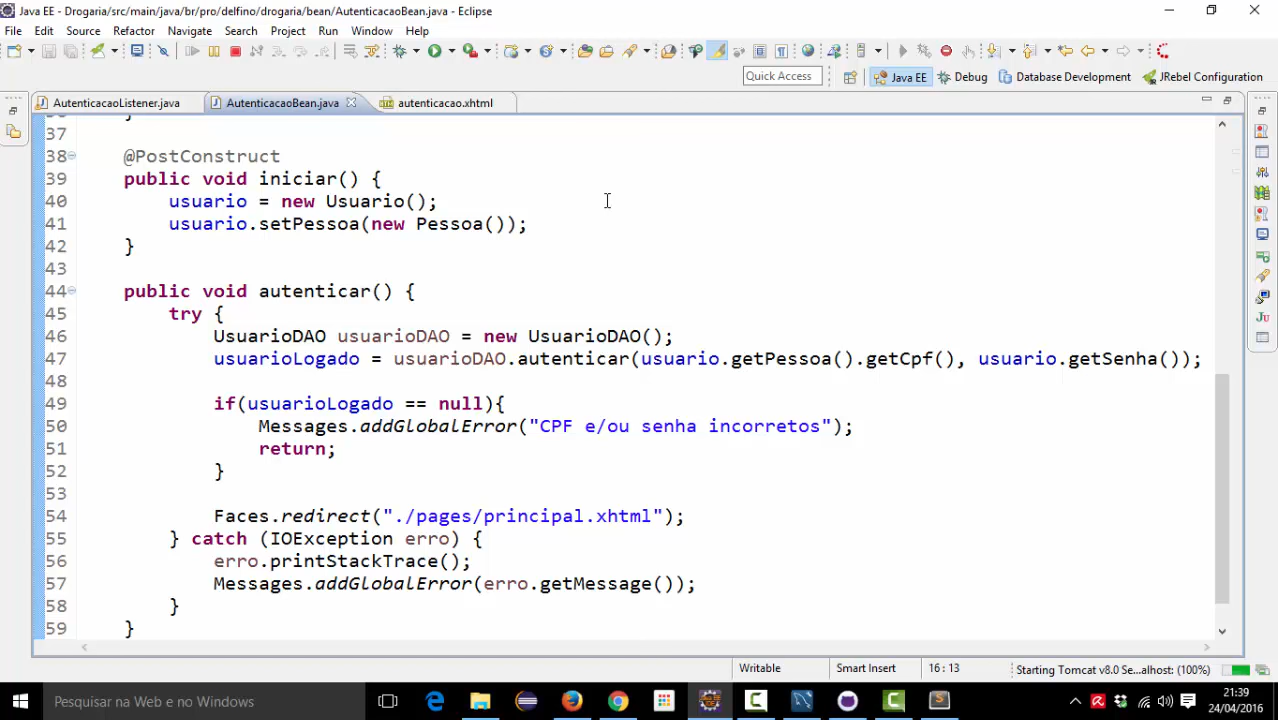 Java EE - Drogaria/src/main/java/br/pro/delfino/drogaria/bean/AutenticacaoBean.java - Eclipse
File Edit Source Refactor Navigate Search Project Run Window Help
Quick Access Java EE Debug Database Development JRebel Configuration
AutenticacaoListener.java AutenticacaoBean.java autenticacao.xhtml
37
38 @PostConstruct
39 public void iniciar() {
40 usuario = new Usuario();
41 usuario.setPessoa(new Pessoa());
42 }
43
44 public void autenticar() {
45 try {
46 UsuarioDAO usuarioDAO = new UsuarioDAO();
47 usuarioLogado = usuarioDAO.autenticar(usuario.getPessoa().getCpf(), usuario.getSenha());
48
49 if(usuarioLogado == null){
50 Messages.addGlobalError("CPF e/ou senha incorretos");
51 return;
52 }
53
54 Faces.redirect("./pages/principal.xhtml");
55 } catch (IOException erro) {
56 erro.printStackTrace();
57 Messages.addGlobalError(erro.getMessage());
58 }
59 }
Writable Smart Insert 16 : 13 Starting Tomcat v8.0 Se...alhost: (100%)
Pesquisar na Web e no Windows
21:39
24/04/2016